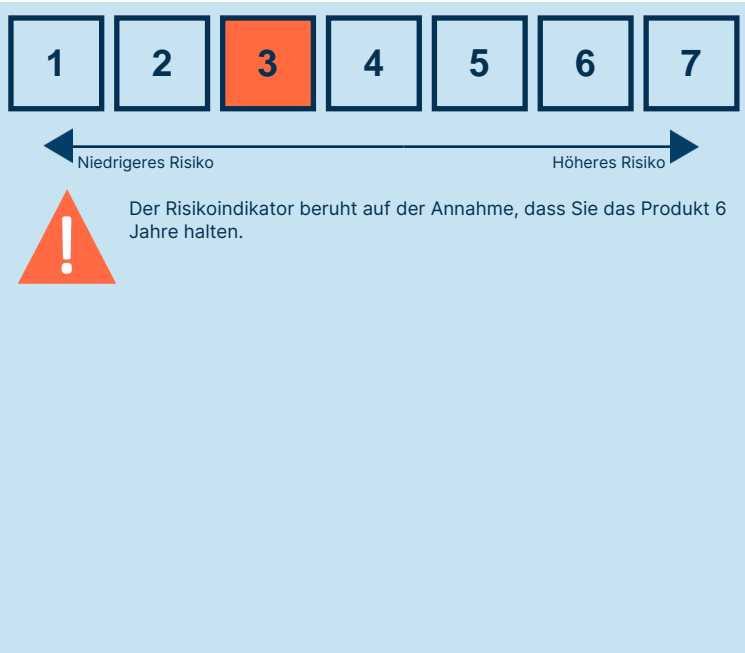 1 2 3 4 5 6 7
Niedrigeres Risiko Höheres Risiko
Der Risikoindikator beruht auf der Annahme, dass Sie das Produkt 6
Jahre halten.